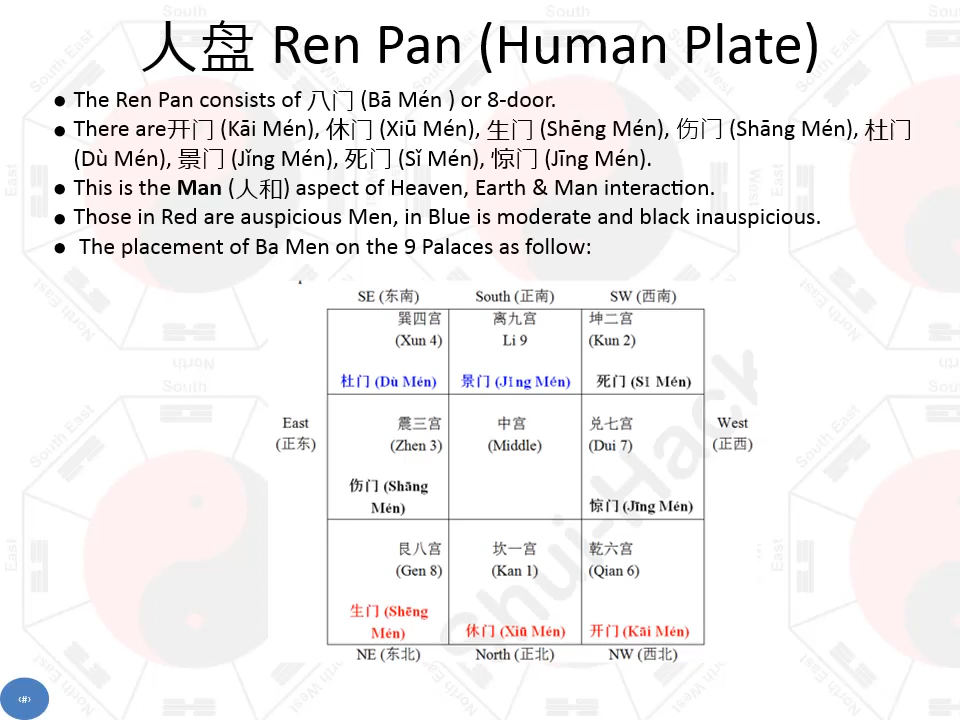 人盘 Ren Pan (Human Plate)
● The Ren Pan consists of 八门 (Bā Mén ) or 8-door.
● There are开门 (Kāi Mén), 休门 (Xiū Mén), 生门 (Shēng Mén), 伤门 (Shāng Mén), 杜门
(Dù Mén), 景门 (Jǐng Mén), 死门 (Sǐ Mén), 惊门 (Jīng Mén).
● This is the Man (人和) aspect of Heaven, Earth & Man interaction.
● Those in Red are auspicious Men, in Blue is moderate and black inauspicious.
● The placement of Ba Men on the 9 Palaces as follow:
SE (东南) South (正南) SW (西南)
巽四宫 离九宫 坤二宫
(Xun 4) Li 9 (Kun 2)
杜门 (Dù Mén) 景门 (Jǐng Mén) 死门 (Sǐ Mén)
East 震三宫 中宫 兑七宫 West
(正东) (Zhen 3) (Middle) (Dui 7) (正西)
伤门 (Shāng
Mén) 惊门 (Jīng Mén)
艮八宫 坎一宫 乾六宫
(Gen 8) (Kan 1) (Qian 6)
生门 (Shēng
Mén) 休门 (Xiū Mén) 开门 (Kāi Mén)
NE (东北) North (正北) NW (西北)
‹#›